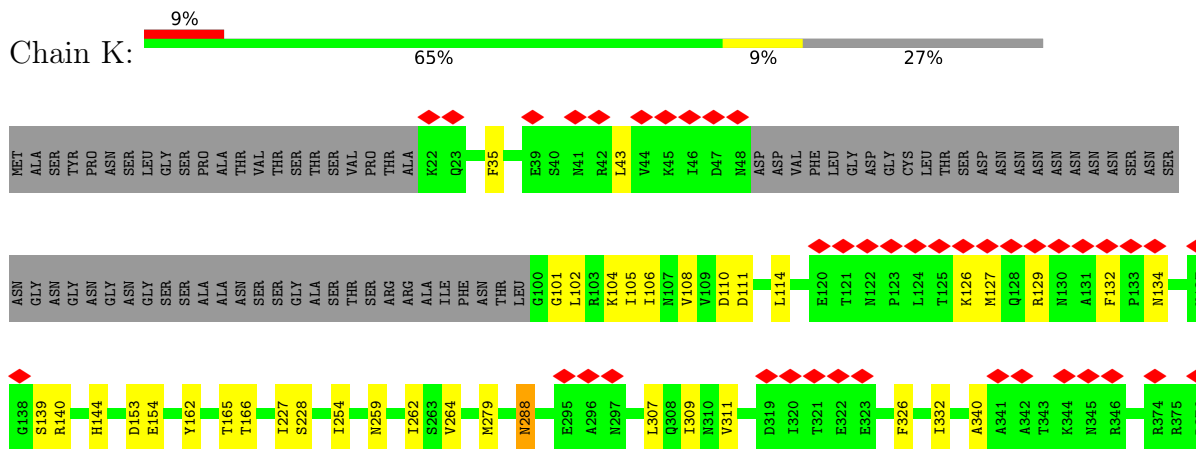 Chain K:
9%
65% 9% 27%
MET ALA SER TYR PRO ASN SER LEU GLY SER PRO ALA THR VAL THR SER THR SER VAL PRO THR ALA K22 Q23 F35 E39 S40 N41 R42 L43 V44 K45 I46 D47 N48 ASP ASP VAL PHE LEU GLY ASP GLY CYS LEU THR SER ASP ASN ASN ASN ASN ASN ASN ASN SER ASN SER
ASN GLY ASN GLY ASN GLY ASN GLY SER SER ALA ALA ASN SER SER GLY ALA SER THR SER ARG ARG ALA ILE PHE ASN THR LEU G100 G101 L102 R103 K104 I105 I106 N107 V108 V109 D110 D111 L114 E120 T121 N122 P123 L124 T125 K126 M127 Q128 R129 N130 A131 F132 P133 N134
G138 S139 R140 H144 D153 E154 Y162 T165 T166 I227 S228 I254 N259 I262 S263 V264 M279 N288 E295 A296 N297 L307 Q308 I309 N310 V311 D319 I320 T321 E322 E323 F326 I332 A340 A341 A342 T343 K344 N345 R346 R374 R375